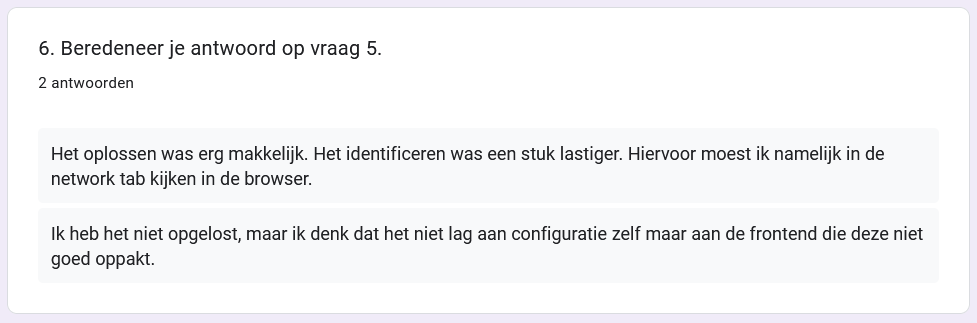 6. Beredeneer je antwoord op vraag 5.
2 antwoorden
Het oplossen was erg makkelijk. Het identificeren was een stuk lastiger. Hiervoor moest ik namelijk in de
network tab kijken in de browser.
Ik heb het niet opgelost, maar ik denk dat het niet lag aan configuratie zelf maar aan de frontend die deze niet
goed oppakt.